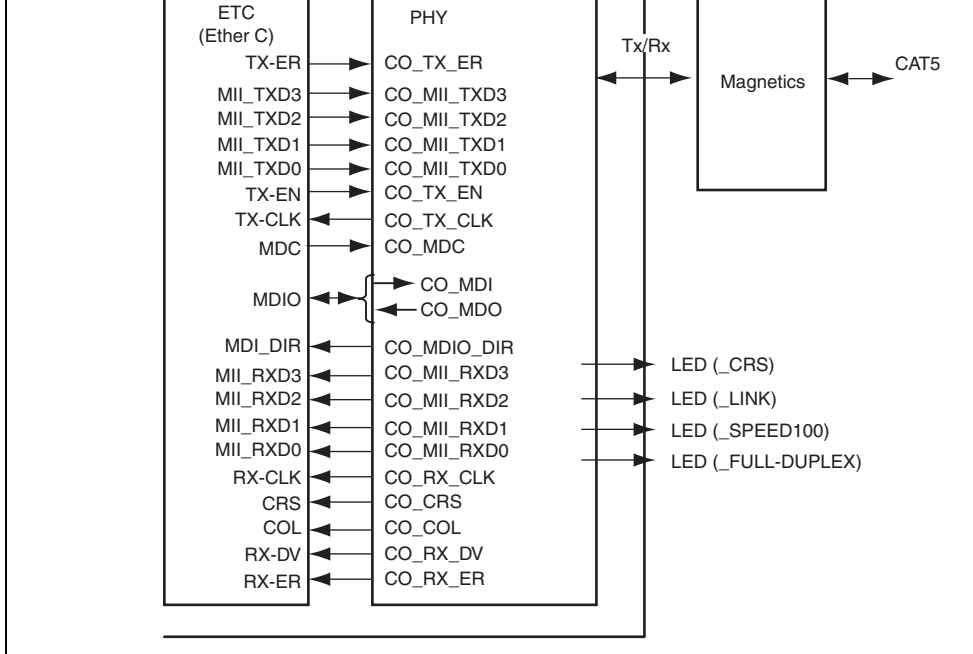 ETC
(Ether C)
PHY
TX-ER CO_TX_ER
MII_TXD3 CO_MII_TXD3
MII_TXD2 CO_MII_TXD2
MII_TXD1 CO_MII_TXD1
MII_TXD0 CO_MII_TXD0
TX-EN CO_TX_EN
TX-CLK CO_TX_CLK
MDC CO_MDC
MDIO
CO_MDI
CO_MDO
MDI_DIR CO_MDIO_DIR
MII_RXD3 CO_MII_RXD3
MII_RXD2 CO_MII_RXD2
MII_RXD1 CO_MII_RXD1
MII_RXD0 CO_MII_RXD0
RX-CLK CO_RX_CLK
CRS CO_CRS
COL CO_COL
RX-DV CO_RX_DV
RX-ER CO_RX_ER
Tx/Rx
Magnetics
CAT5
LED (_CRS)
LED (_LINK)
LED (_SPEED100)
LED (_FULL-DUPLEX)